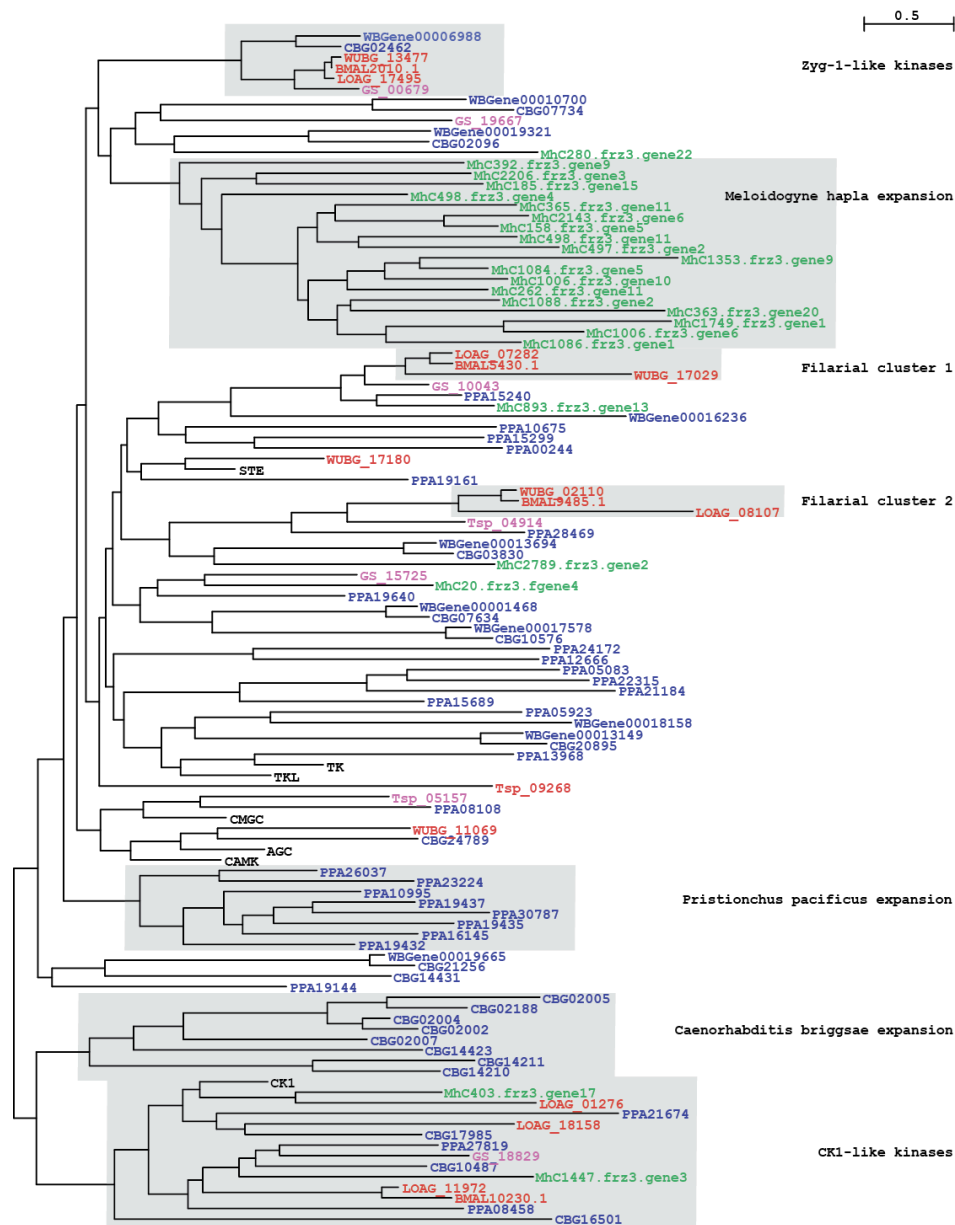 0.5
WBGene00006988
CBG02462
WUBG_13477
Zyg-1-like kinases
BMAL2010.1
LOAG_17495
GS_00679
WBGene00010700
CBG07734
GS_19667
WBGene00019321
CBG02096
MhC280.frz3.gene22
MhC392.frz3.gene9
MhC2206.frz3.gene3
MhC185.frz3.gene15
MhC498.frz3.gene4
Meloidogyne hapla expansion
MhC365.frz3.gene11
MhC2143.frz3.gene6
MhC158.frz3.gene5
MhC498.frz3.gene11
MhC497.frz3.gene2
MhC1353.frz3.gene9
MhC1084.frz3.gene5
MhC1006.frz3.gene10
MhC262.frz3.gene11
MhC1088.frz3.gene2
MhC363.frz3.gene20
MhC1749.frz3.gene1
MhC1006.frz3.gene6
MhC1086.frz3.gene1
LOAG_07282
BMAL5430.1
Filarial cluster 1
WUBG_17029
GS_10043
PPA15240
MhC893.frz3.gene13
WBGene00016236
PPA10675
PPA15299
PPA00244
WUBG_17180
STE
PPA19161
WUBG_02110
BMAL9485.1
Filarial cluster 2
LOAG_08107
Tsp_04914
PPA28469
WBGene00013694
CBG03830
MhC2789.frz3.gene2
GS_15725
MhC20.frz3.fgene4
PPA19640
WBGene00001468
CBG07634
WBGene00017578
CBG10576
PPA24172
PPA12666
PPA05083
PPA22315
PPA21184
PPA15689
PPA05923
WBGene00018158
WBGene00013149
CBG20895
PPA13968
TK
TKL
Tsp_09268
Tsp_05157
PPA08108
CMGC
WUBG_11069
CBG24789
AGC
CAMK
PPA26037
PPA23224
PPA10995
Pristionchus pacificus expansion
PPA19437
PPA30787
PPA19435
PPA16145
PPA19432
WBGene00019665
CBG21256
CBG14431
PPA19144
CBG02005
CBG02188
CBG02004
CBG02002
Caenorhabditis briggsae expansion
CBG02007
CBG14423
CBG14211
CBG14210
CK1
MhC403.frz3.gene17
LOAG_01276
PPA21674
LOAG_18158
CBG17985
PPA27819
CK1-like kinases
GS_18829
CBG10487
MhC1447.frz3.gene3
LOAG_11972
BMAL10230.1
PPA08458
CBG16501